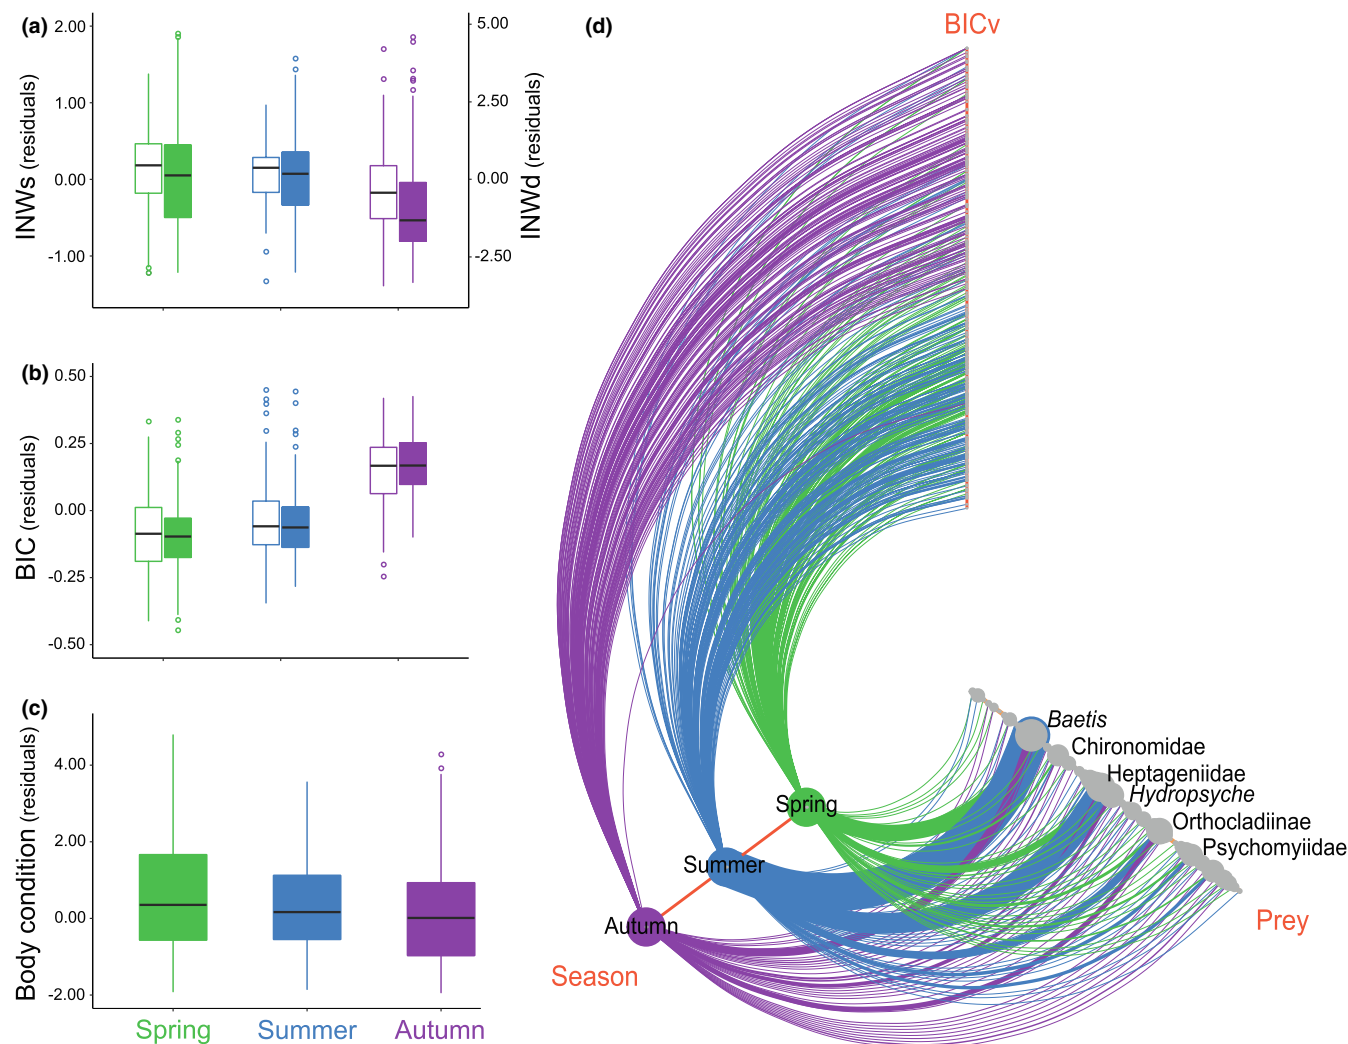 (a)
2.00
1.00
0.00
-1.00
INWs (residuals)
5.00
2.50
0.00
-2.50
INWd (residuals)
(b)
0.50
0.25
0.00
-0.25
-0.50
BIC (residuals)
(c)
4.00
2.00
0.00
-2.00
Body condition (residuals)
Spring
Summer
Autumn
(d)
BICv
Baetis
Chironomidae
Heptageniidae
Hydropsyche
Orthocladiinae
Psychomyiidae
Prey
Spring
Summer
Autumn
Season